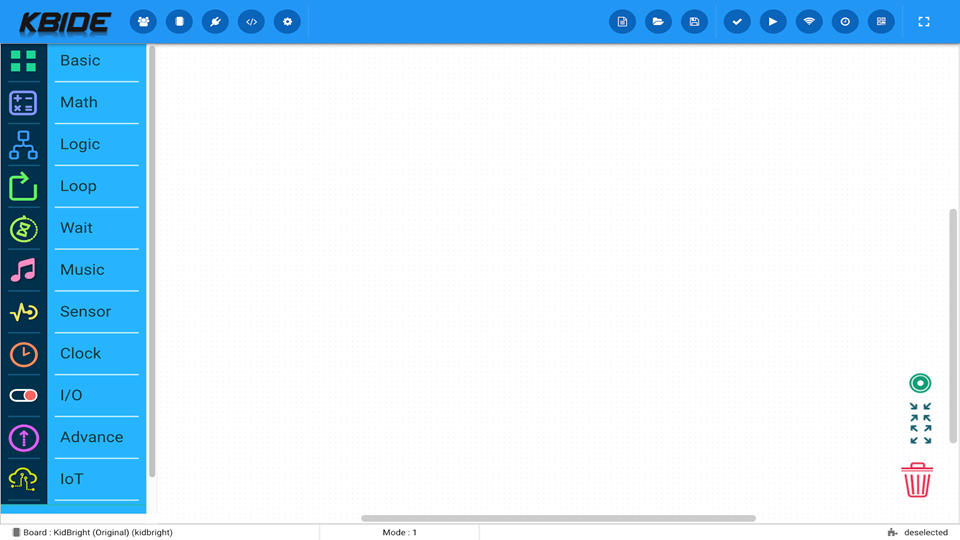 KBIDE
Basic
Math
Logic
Loop
Wait
Music
Sensor
Clock
I/O
Advance
IoT
Board : KidBright (Original) (kidbright)
Mode : 1
deselected